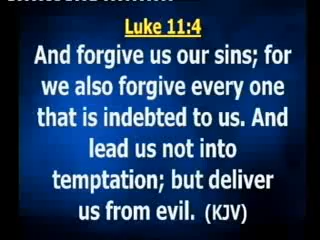 Luke 11:4
And forgive us our sins; for
we also forgive every one
that is indebted to us. And
lead us not into
temptation; but deliver
us from evil. (KJV)